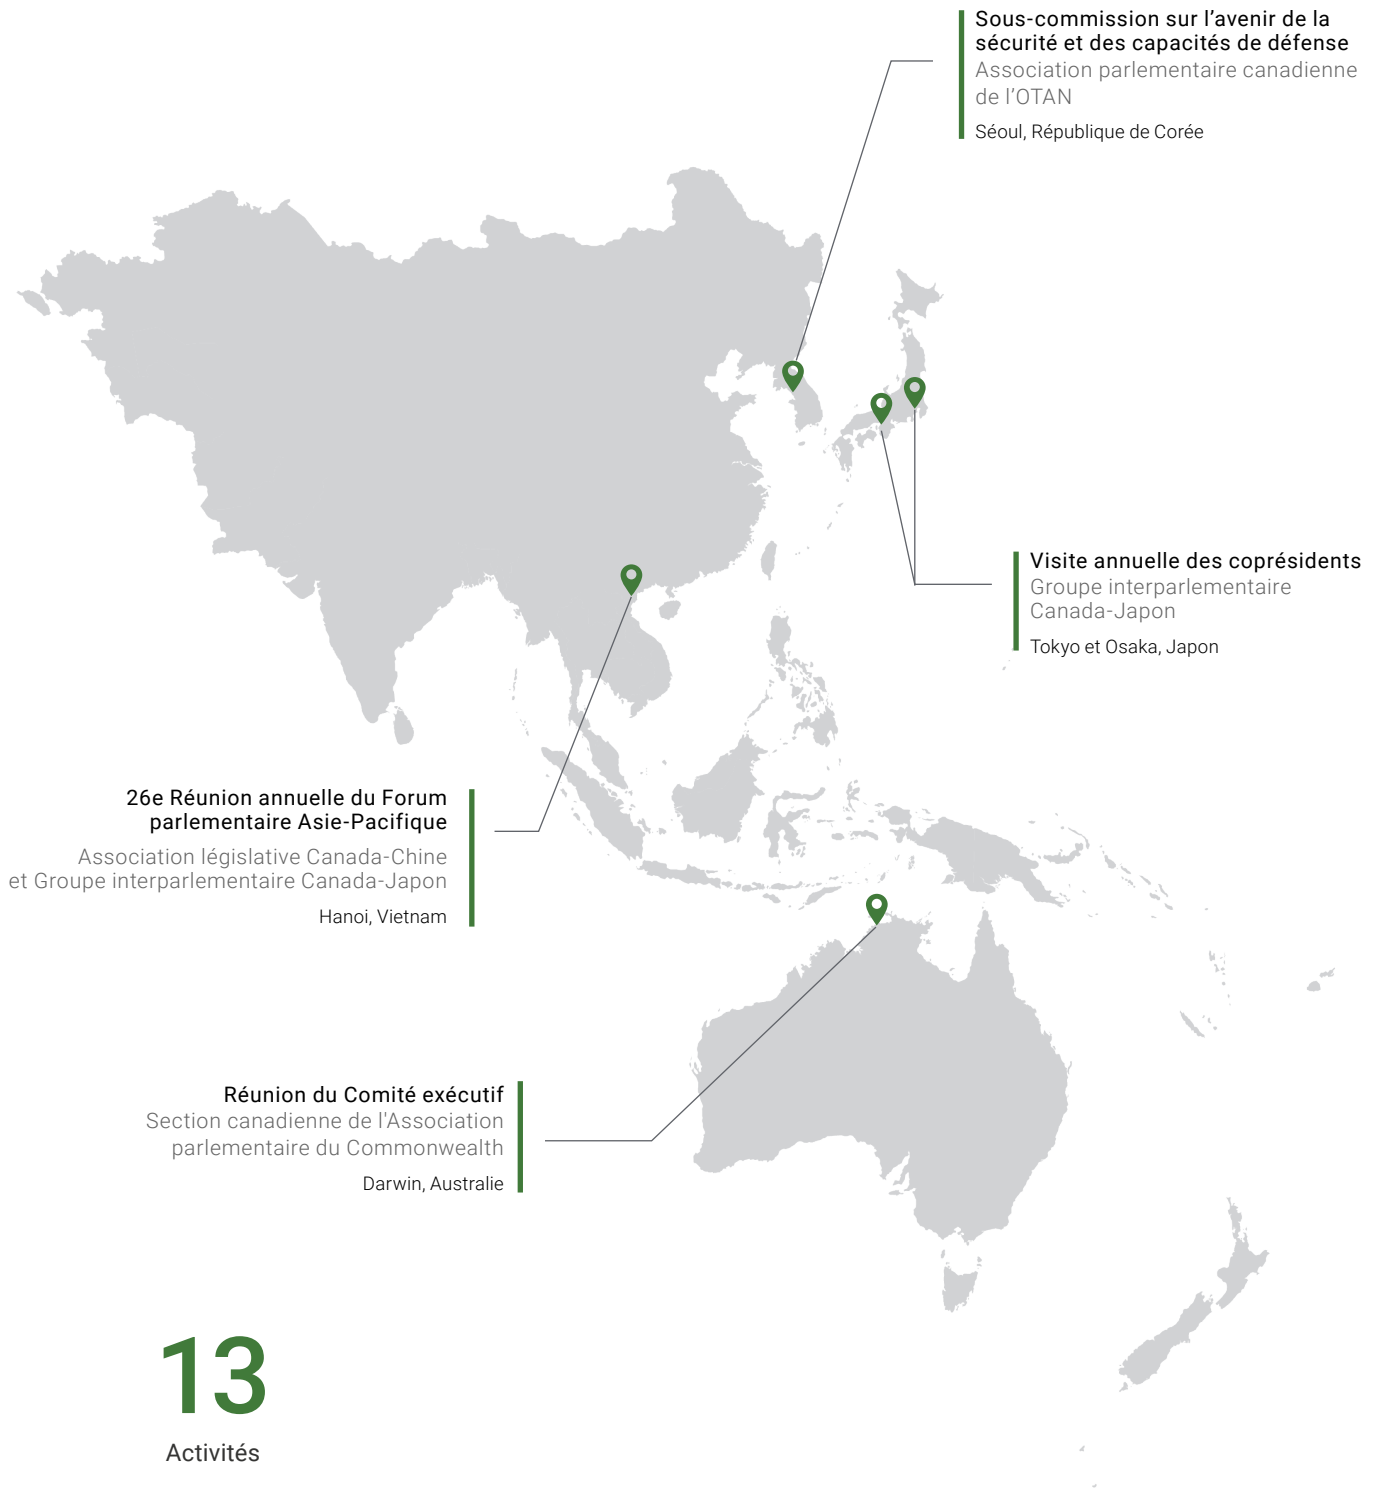 Sous-commission sur l’avenir de la
sécurité et des capacités de défense
Association parlementaire canadienne
de l’OTAN
Séoul, République de Corée
Visite annuelle des coprésidents
Groupe interparlementaire
Canada-Japon
Tokyo et Osaka, Japon
26e Réunion annuelle du Forum
parlementaire Asie-Pacifique
Association législative Canada-Chine
et Groupe interparlementaire Canada-Japon
Hanoi, Vietnam
Réunion du Comité exécutif
Section canadienne de l'Association
parlementaire du Commonwealth
Darwin, Australie
13
Activités